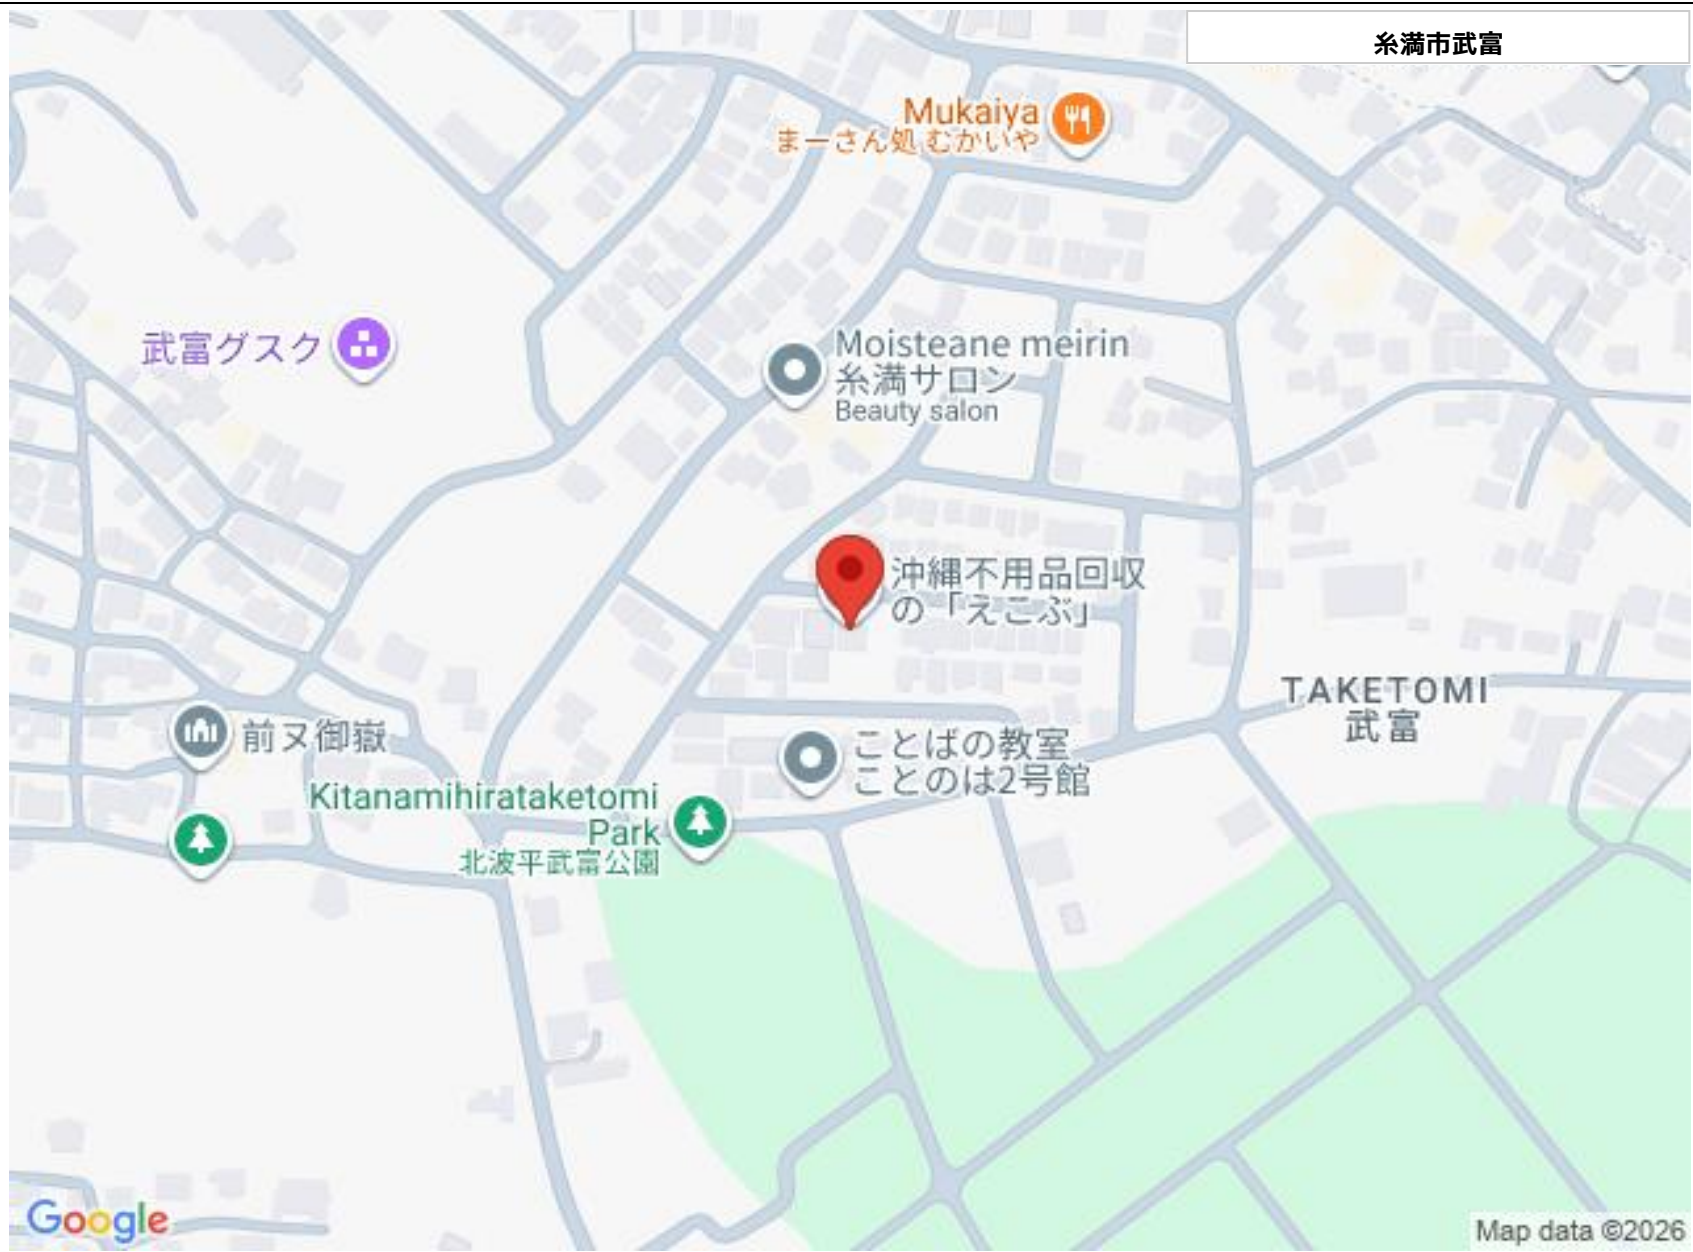 糸満市武富
Mukaiya
まーさん処 むかいや
武富グスク
Moisteane meirin
糸満サロン
Beauty salon
沖縄不用品回収
の「えこぶ」
TAKETOMI
武富
前ヌ御嶽
ことばの教室
ことのは2号館
Kitanamihirataketomi
Park
北波平武富公園
Google
Map data ©2026